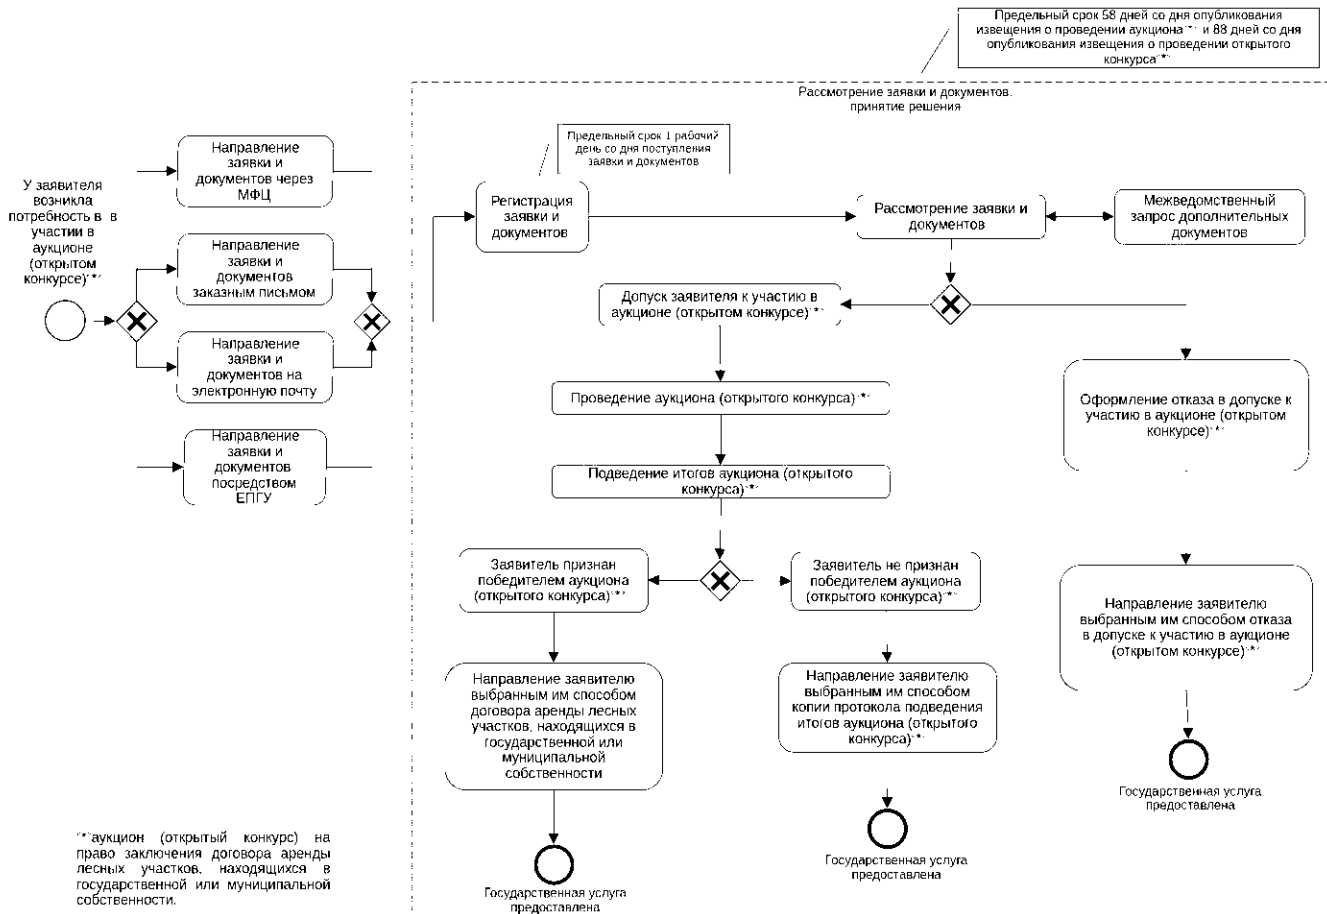 Предельный срок 58 дней со дня опубликования
извещения о проведении аукциона"*" и 88 дней со дня
опубликования извещения о проведении открытого
конкурса"*"
Рассмотрение заявки и документов.
принятие решения
Предельный срок 1 рабочий
день со дня поступления
заявки и документов
У заявителя
возникла
потребность в в
участии в
аукционе
(открытом
конкурсе)"*"
Направление
заявки и
документов через
МФЦ
Направление
заявки и
документов
заказным письмом
Направление
заявки и
документов на
электронную почту
Направление
заявки и
документов
посредством
ЕПГУ
Регистрация
заявки и
документов
Рассмотрение заявки и
документов
Межведомственный
запрос дополнительных
документов
Допуск заявителя к участию в
аукционе (открытом конкурсе)"*"
Проведение аукциона (открытого конкурса)"*"
Подведение итогов аукциона (открытого
конкурса)"*"
Оформление отказа в допуске к
участию в аукционе (открытом
конкурсе)"*"
Заявитель признан
победителем аукциона
(открытого конкурса)"*"
Заявитель не признан
победителем аукциона
(открытого конкурса)"*"
Направление заявителю
выбранным им способом отказа
в допуске к участию в аукционе
(открытом конкурсе)"*"
Направление заявителю
выбранным им способом
договора аренды лесных
участков, находящихся в
государственной или
муниципальной
собственности
Направление заявителю
выбранным им способом
копии протокола подведения
итогов аукциона (открытого
конкурса)"*"
Государственная услуга
предоставлена
Государственная услуга
предоставлена
Государственная услуга
предоставлена
"*"аукцион (открытый конкурс) на
право заключения договора аренды
лесных участков, находящихся в
государственной или муниципальной
собственности.